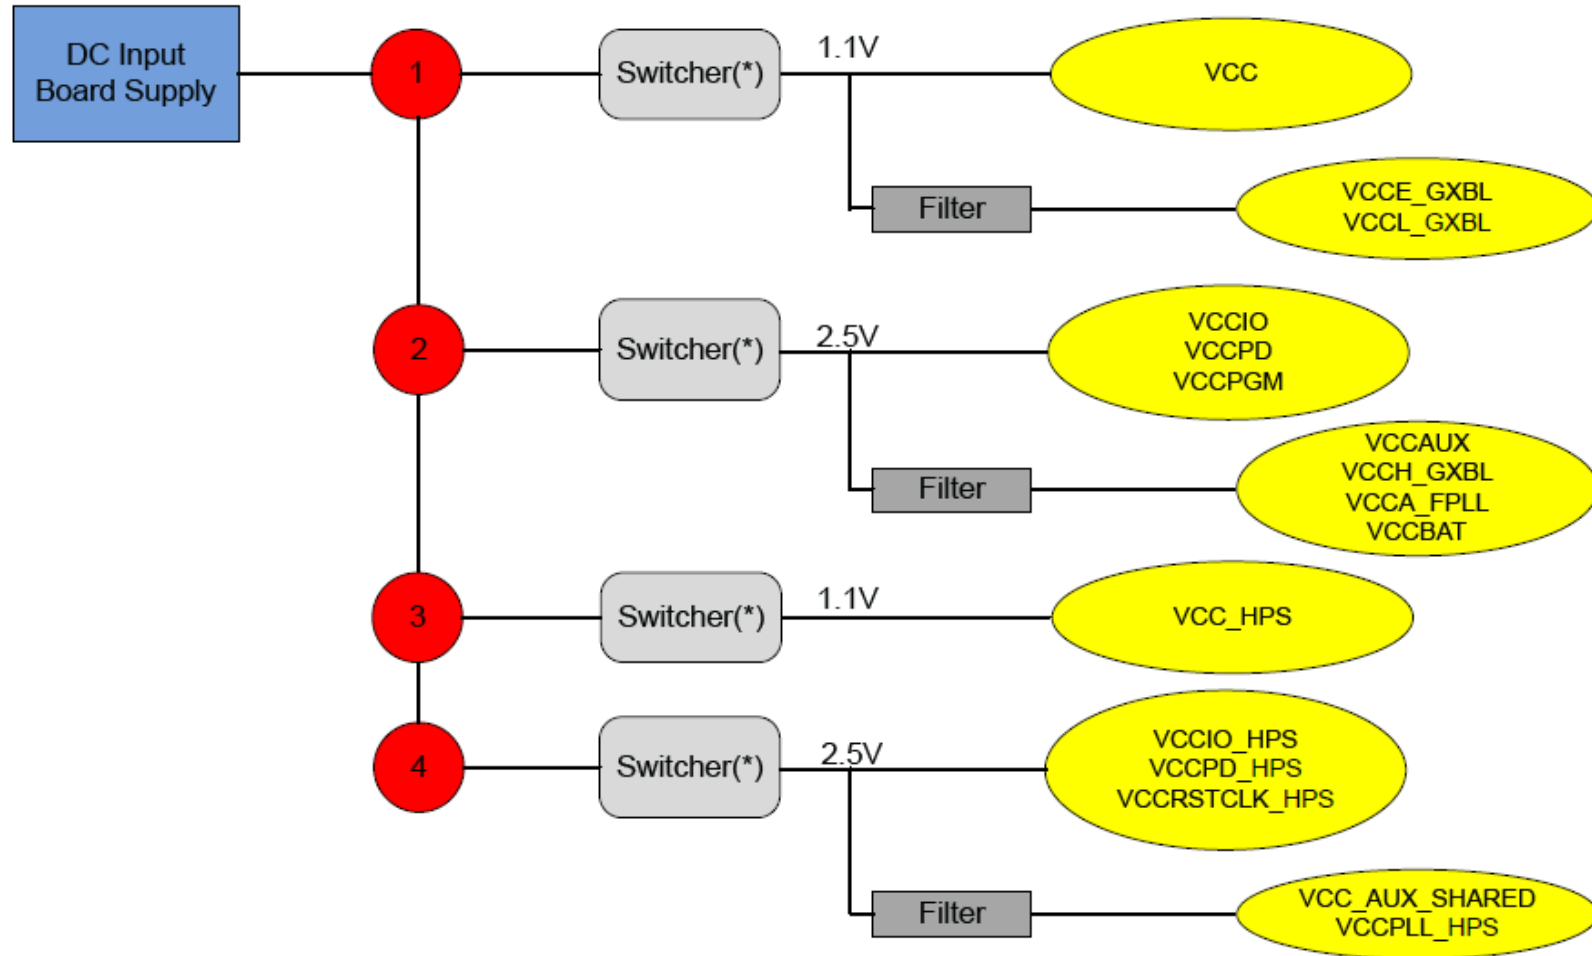 DC Input
Board Supply
1
Switcher(*)
1.1V
VCC
Filter
VCCE_GXBL
VCCL_GXBL
2
Switcher(*)
2.5V
VCCIO
VCCPD
VCCPGM
Filter
VCCAUX
VCCH_GXBL
VCCA_FPLL
VCCBAT
3
Switcher(*)
1.1V
VCC_HPS
4
Switcher(*)
2.5V
VCCIO_HPS
VCCPD_HPS
VCCRSTCLK_HPS
Filter
VCC_AUX_SHARED
VCCPLL_HPS